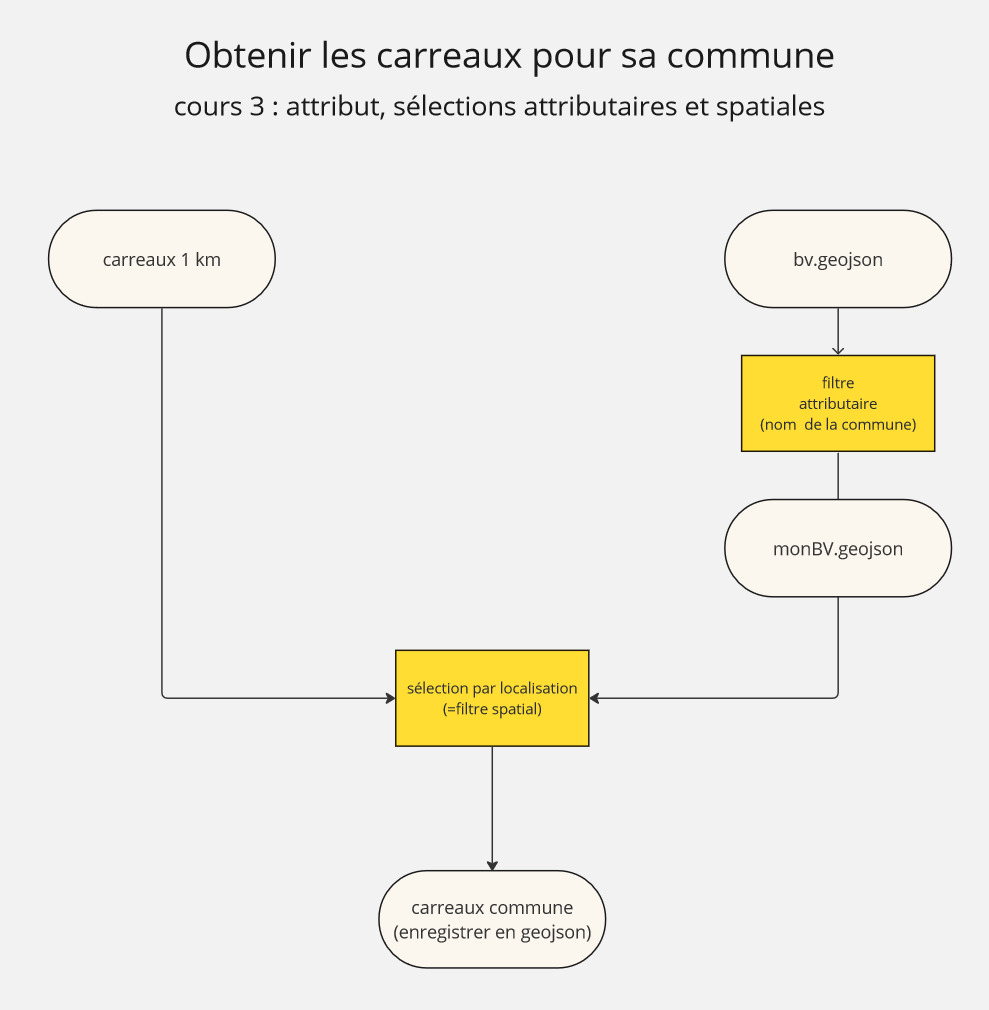 Obtenir les carreaux pour sa commune
cours 3 : attribut, sélections attributaires et spatiales
carreaux 1 km
bv.geojson
filtre
attributaire
(nom  de la commune)
monBV.geojson
sélection par localisation
(=filtre spatial)
carreaux commune
(enregistrer en geojson)